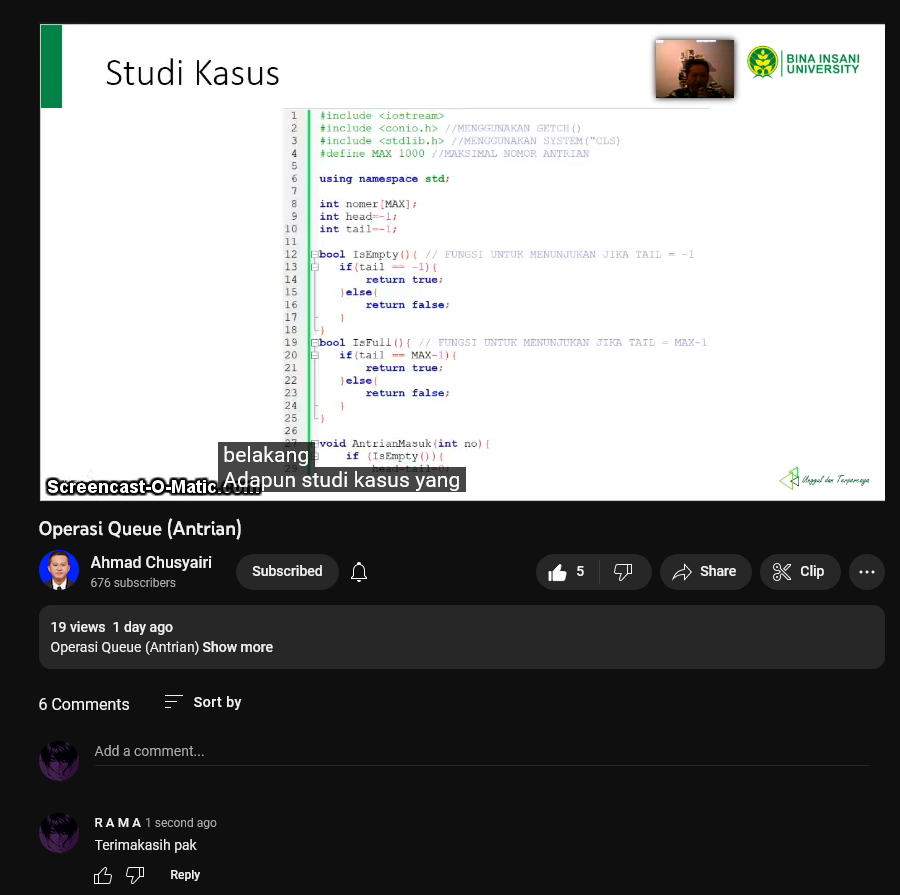 Studi Kasus
BINA INSANI
UNIVERSITY
1 #include <iostream>
2 #include <conio.h> //MENGGUNAKAN GETCH()
3 #include <stdlib.h> //MENGGUNAKAN SYSTEM("CLS)
4 #define MAX 1000 //MAKSIMAL NOMOR ANTRIAN
5
6 using namespace std;
7
8 int nomer[MAX];
9 int head=-1;
10 int tail=-1;
11
12 bool IsEmpty(){ // FUNGSI UNTUK MENUNJUKAN JIKA TAIL = -1
13 if(tail == -1){
14 return true;
15 }else{
16 return false;
17 }
18 }
19 bool IsFull(){ // FUNGSI UNTUK MENUNJUKAN JIKA TAIL = MAX-1
20 if(tail == MAX-1){
21 return true;
22 }else{
23 return false;
24 }
25 }
26
27 void AntrianMasuk(int no){
if (IsEmpty()){
29 head=tail=0;
belakang
Adapun studi kasus yang
Screencast-O-Matic.com
Unggul dan Terpercaya
Operasi Queue (Antrian)
Ahmad Chusyairi
676 subscribers
Subscribed
5
Share
Clip
19 views 1 day ago
Operasi Queue (Antrian) Show more
6 Comments
Sort by
Add a comment...
R A M A 1 second ago
Terimakasih pak
Reply